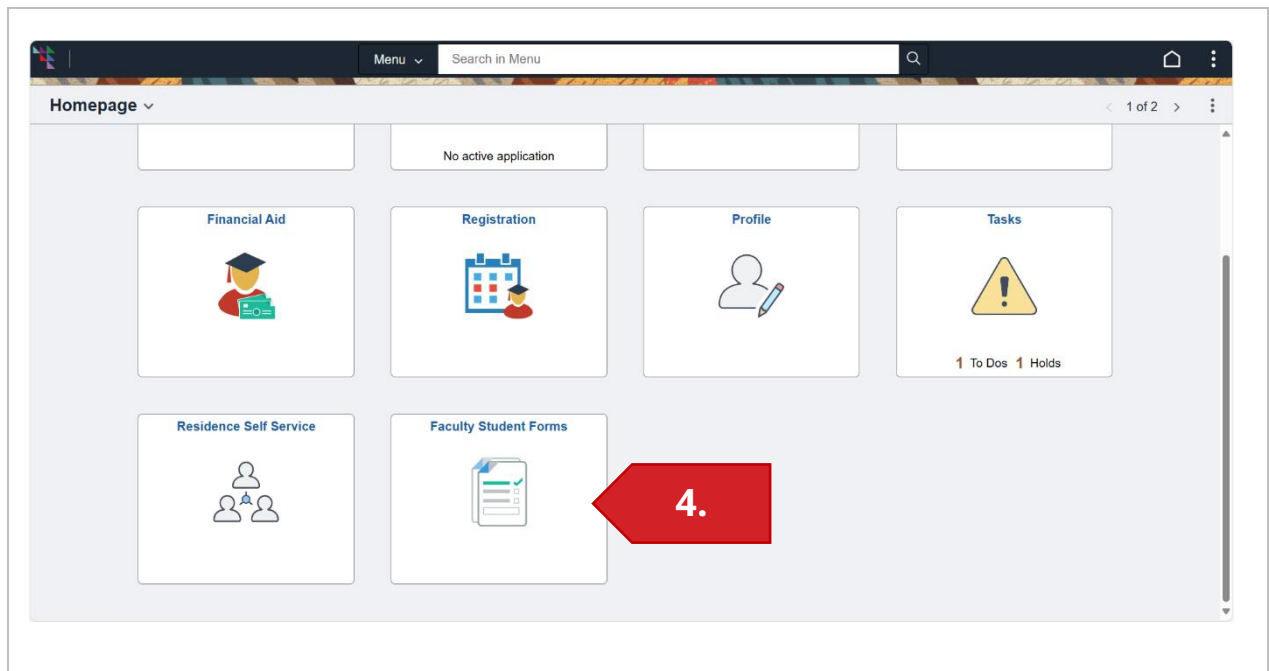 Menu
Search in Menu
Homepage
1 of 2
No active application
Financial Aid
Registration
Profile
Tasks
1 To Dos 1 Holds
Residence Self Service
Faculty Student Forms
4.